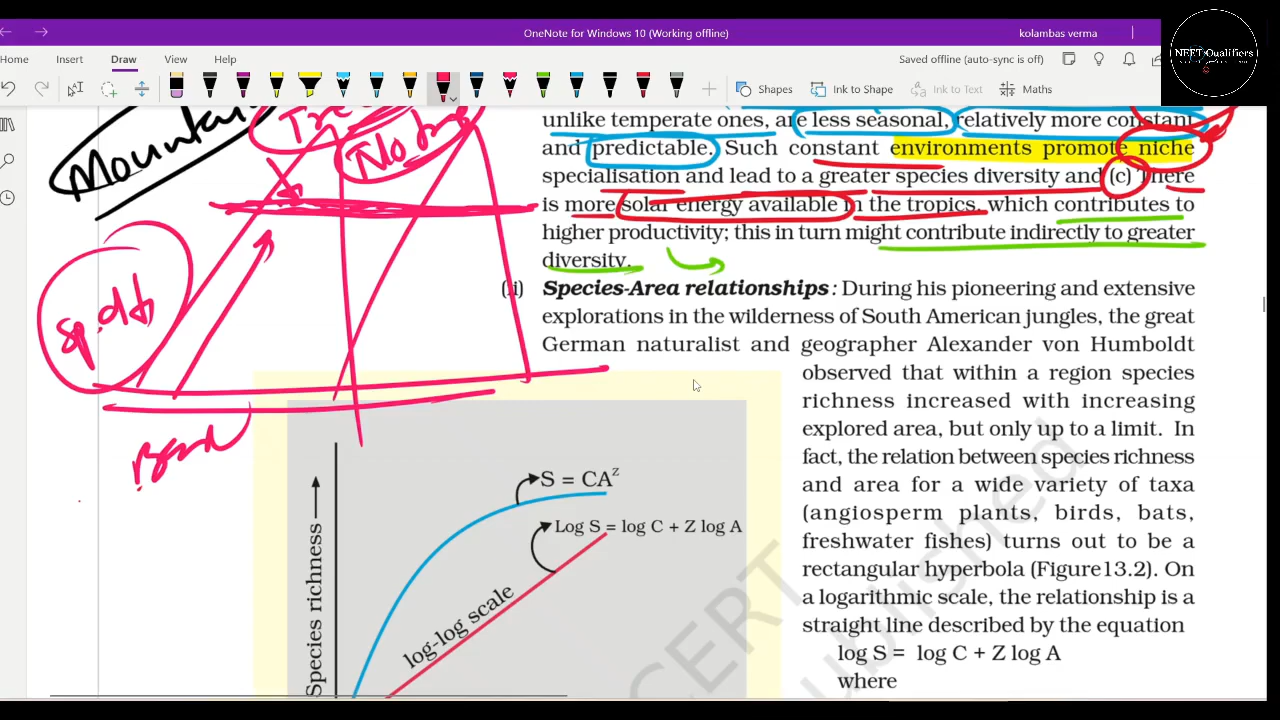 OneNote for Windows 10 (Working offline)
kolambas verma
NEET Qualifiers
Home Insert Draw View Help
Saved offline (auto-sync is off)
Shapes Ink to Shape Ink to Text Maths
Mountain
Tree
No tree
unlike temperate ones, are less seasonal, relatively more constant
and predictable. Such constant environments promote niche
specialisation and lead to a greater species diversity and (c) There
is more solar energy available in the tropics, which contributes to
higher productivity; this in turn might contribute indirectly to greater
diversity.
Species-Area relationships: During his pioneering and extensive
explorations in the wilderness of South American jungles, the great
German naturalist and geographer Alexander von Humboldt
observed that within a region species
richness increased with increasing
explored area, but only up to a limit. In
fact, the relation between species richness
and area for a wide variety of taxa
(angiosperm plants, birds, bats,
freshwater fishes) turns out to be a
rectangular hyperbola (Figure13.2). On
a logarithmic scale, the relationship is a
straight line described by the equation
log S = log C + Z log A
where
S = CA^z
Log S = log C + Z log A
log-log scale
Species richness